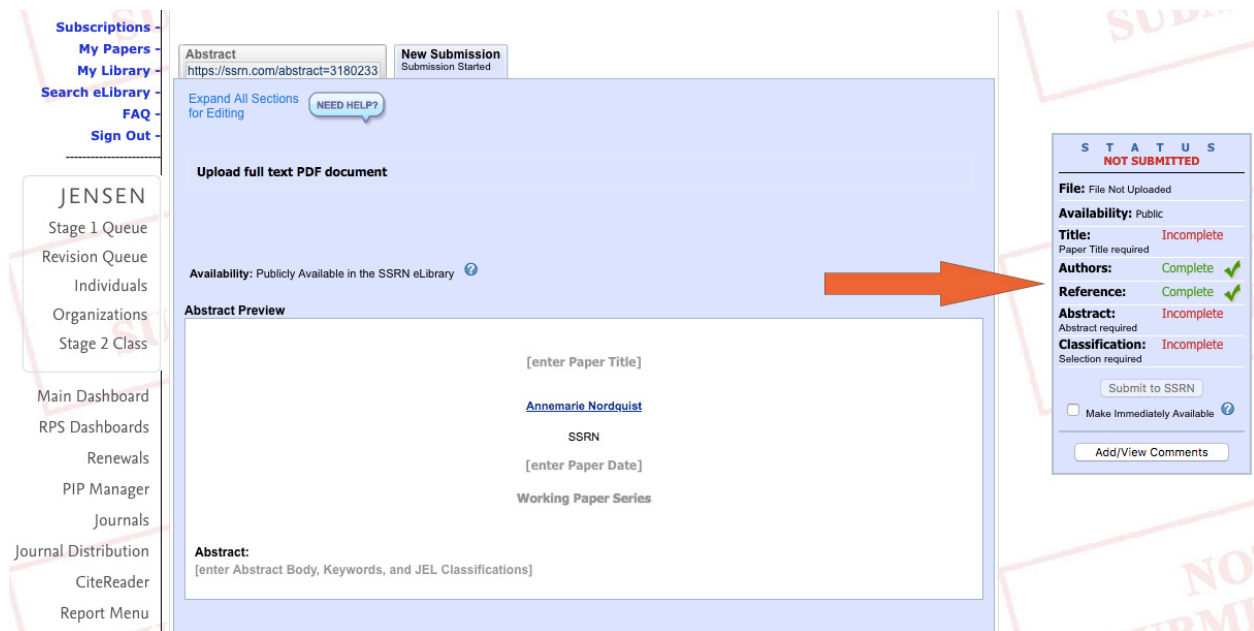 Subscriptions -
My Papers -
My Library -
Search eLibrary -
FAQ -
Sign Out -
JENSEN
Stage 1 Queue
Revision Queue
Individuals
Organizations
Stage 2 Class
Main Dashboard
RPS Dashboards
Renewals
PIP Manager
Journals
Journal Distribution
CiteReader
Report Menu
Abstract
https://ssrn.com/abstract=3180233
New Submission
Submission Started
Expand All Sections
for Editing
NEED HELP?
Upload full text PDF document
Availability: Publicly Available in the SSRN eLibrary ?
Abstract Preview
[enter Paper Title]
Annemarie Nordquist
SSRN
[enter Paper Date]
Working Paper Series
Abstract:
[enter Abstract Body, Keywords, and JEL Classifications]
S T A T U S
NOT SUBMITTED
File: File Not Uploaded
Availability: Public
Title: Incomplete
Paper Title required
Authors: Complete
Reference: Complete
Abstract: Incomplete
Abstract required
Classification: Incomplete
Selection required
Submit to SSRN
Make Immediately Available ?
Add/View Comments